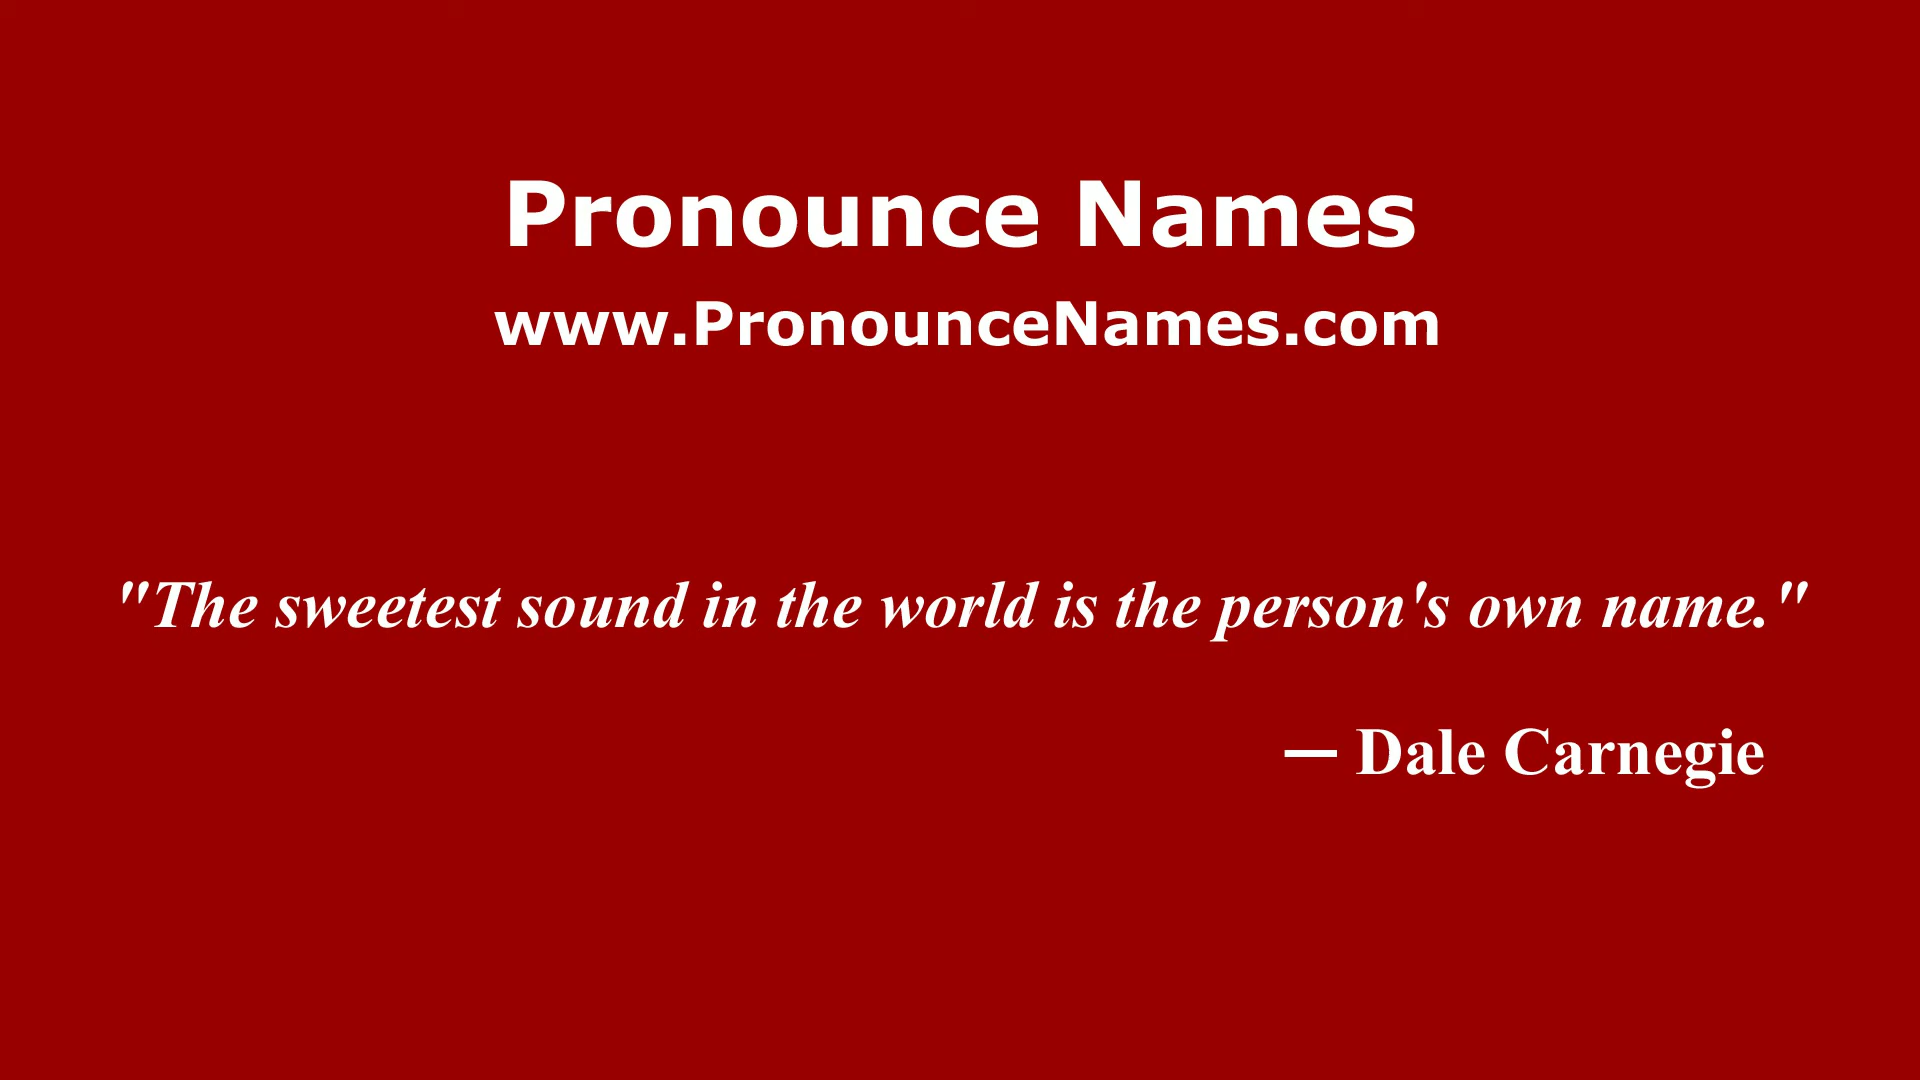 Pronounce Names
www.PronounceNames.com
"The sweetest sound in the world is the person's own name."
— Dale Carnegie